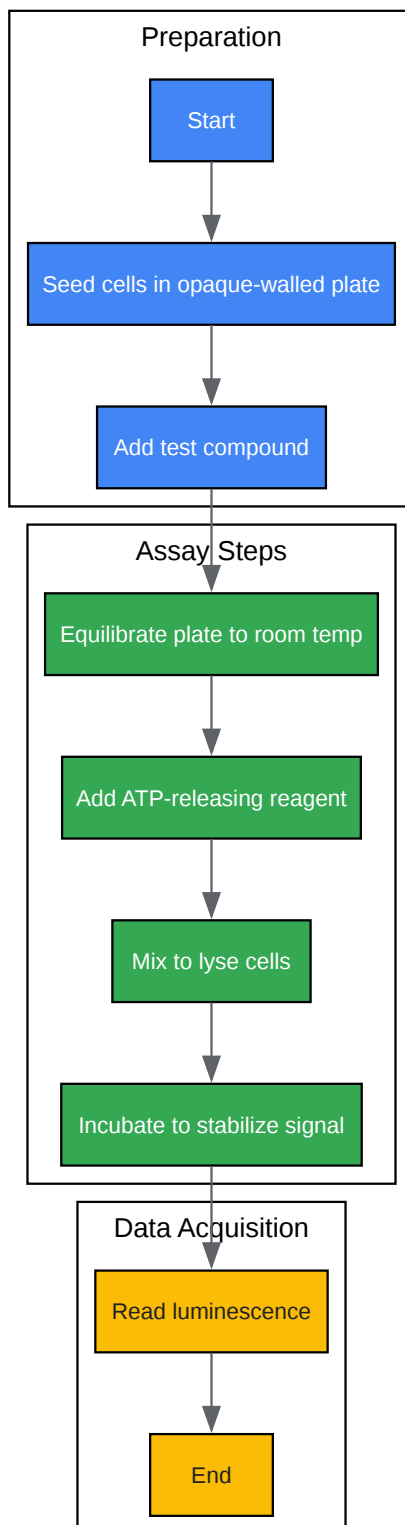 Preparation
Start
Seed cells in opaque-walled plate
Add test compound
Assay Steps
Equilibrate plate to room temp
Add ATP-releasing reagent
Mix to lyse cells
Incubate to stabilize signal
Data Acquisition
Read luminescence
End